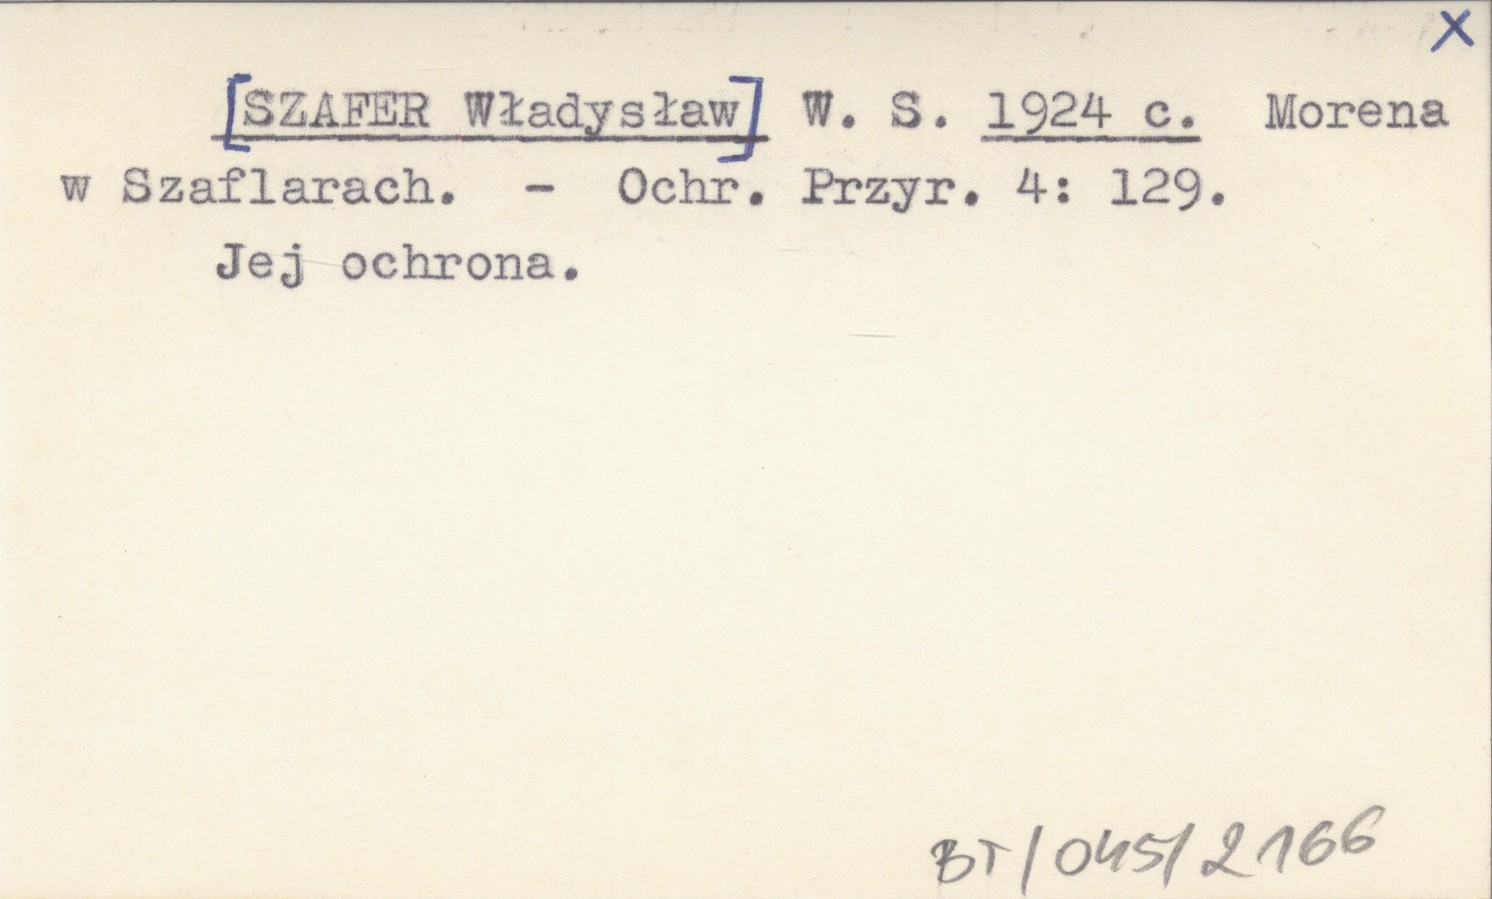 X
[SZAFER Władysław] W. S. 1924 c. Morena
w Szaflarach. - Ochr. Przyr. 4: 129.
Jej ochrona.
BT/045/2166